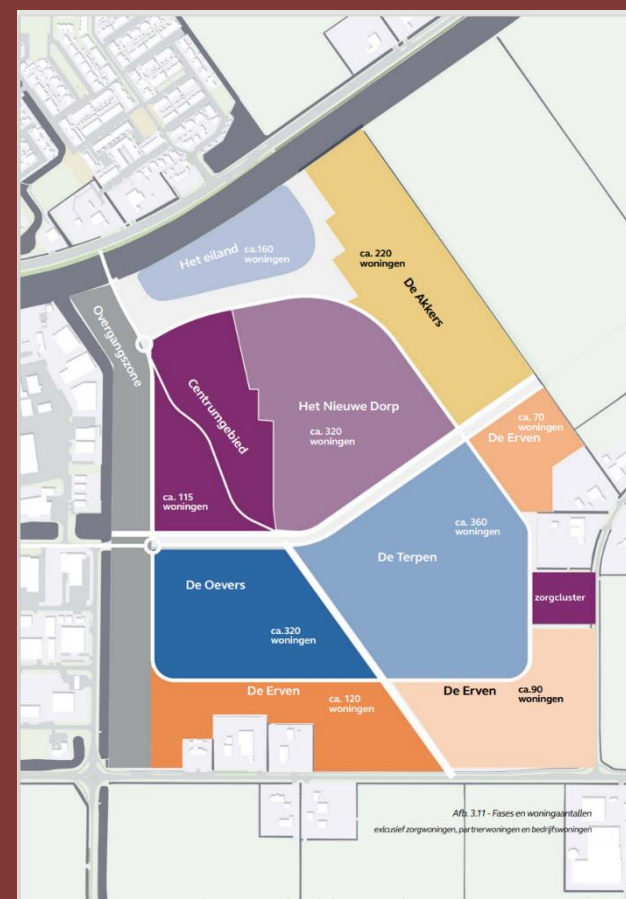 Het eiland
ca.160
woningen
ca. 220
woningen
De Akkers
Overgangszone
Centrumgebied
Het Nieuwe Dorp
ca. 320
woningen
ca. 70
woningen
De Erven
ca. 115
woningen
ca. 360
woningen
De Terpen
De Oevers
zorgcluster
ca.320
woningen
De Erven
ca. 120
woningen
De Erven
ca.90
woningen
Afb. 3.11 - Fases en woningaantallen
exlcusief zorgwoningen, partnerwoningen en bedrijfswoningen